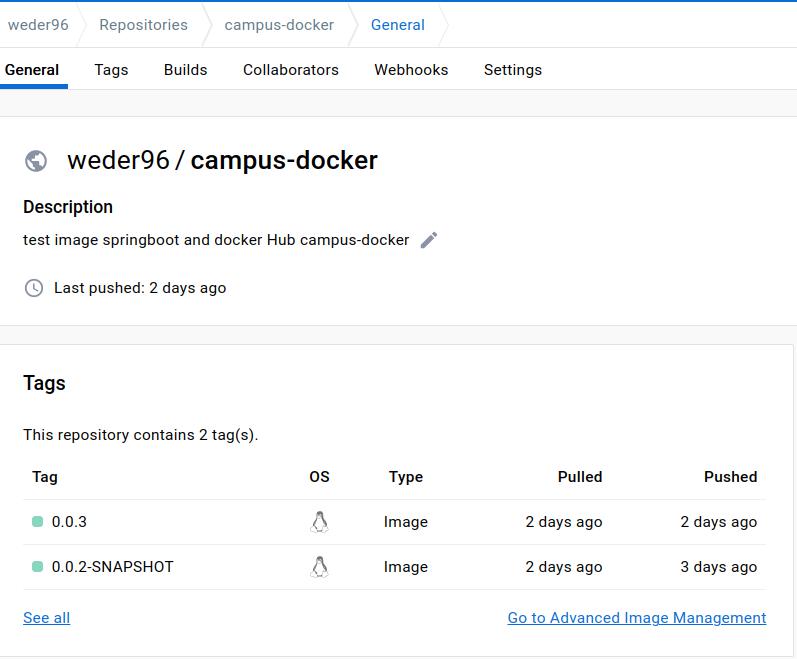 weder96 Repositories campus-docker General
General Tags Builds Collaborators Webhooks Settings
weder96 / campus-docker
Description
test image springboot and docker Hub campus-docker
Last pushed: 2 days ago
Tags
This repository contains 2 tag(s).
Tag OS Type Pulled Pushed
0.0.3 Image 2 days ago 2 days ago
0.0.2-SNAPSHOT Image 2 days ago 3 days ago
See all Go to Advanced Image Management